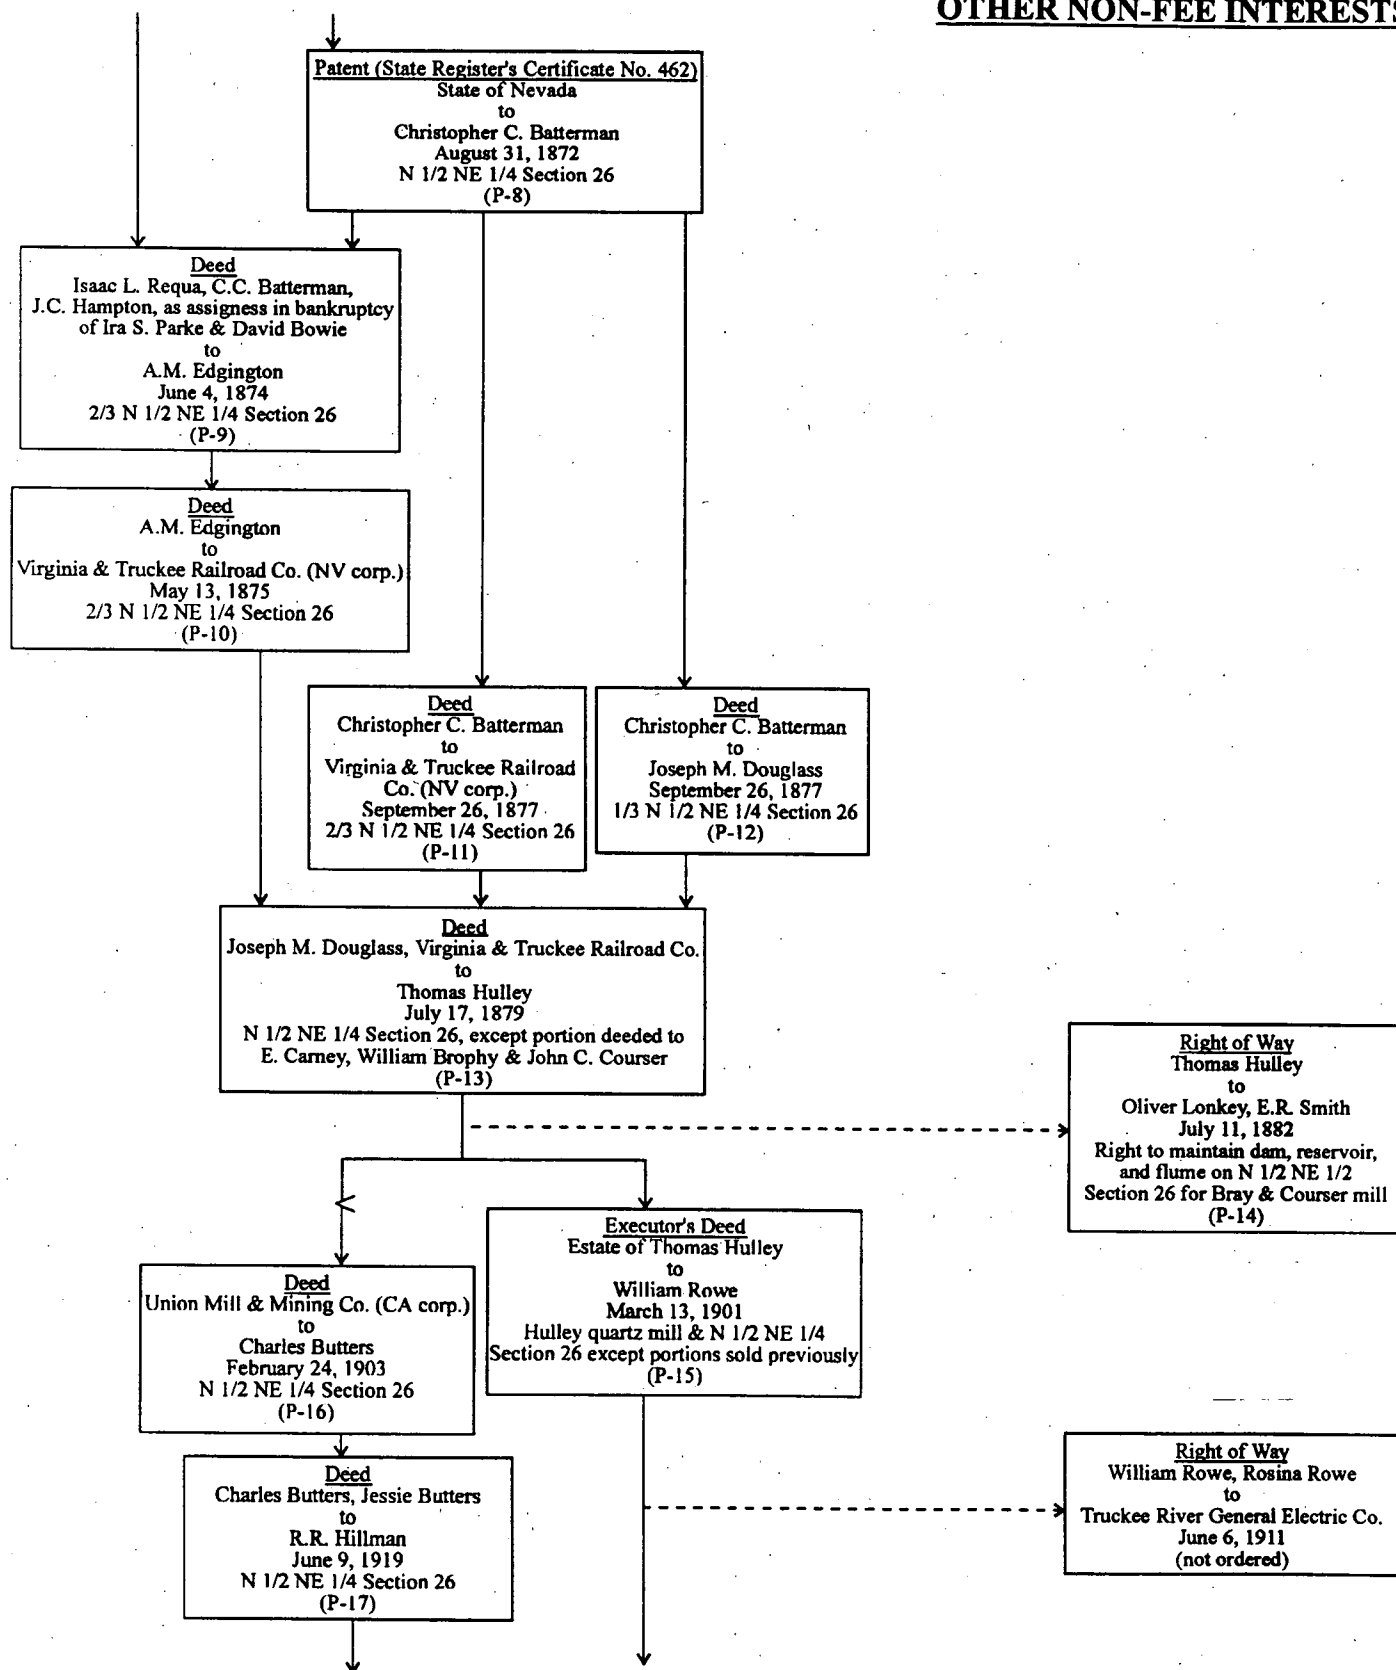 OTHER NON-FEE INTERESTS
Patent (State Register's Certificate No. 462)
State of Nevada
to
Christopher C. Batterman
August 31, 1872
N 1/2 NE 1/4 Section 26
(P-8)
Deed
Isaac L. Requa, C.C. Batterman,
J.C. Hampton, as assigness in bankruptcy
of Ira S. Parke & David Bowie
to
A.M. Edgington
June 4, 1874
2/3 N 1/2 NE 1/4 Section 26
(P-9)
Deed
A.M. Edgington
to
Virginia & Truckee Railroad Co. (NV corp.)
May 13, 1875
2/3 N 1/2 NE 1/4 Section 26
(P-10)
Deed
Christopher C. Batterman
to
Virginia & Truckee Railroad
Co. (NV corp.)
September 26, 1877
2/3 N 1/2 NE 1/4 Section 26
(P-11)
Deed
Christopher C. Batterman
to
Joseph M. Douglass
September 26, 1877
1/3 N 1/2 NE 1/4 Section 26
(P-12)
Deed
Joseph M. Douglass, Virginia & Truckee Railroad Co.
to
Thomas Hulley
July 17, 1879
N 1/2 NE 1/4 Section 26, except portion deeded to
E. Carney, William Brophy & John C. Courser
(P-13)
Right of Way
Thomas Hulley
to
Oliver Lonkey, E.R. Smith
July 11, 1882
Right to maintain dam, reservoir,
and flume on N 1/2 NE 1/2
Section 26 for Bray & Courser mill
(P-14)
Executor's Deed
Estate of Thomas Hulley
to
William Rowe
March 13, 1901
Hulley quartz mill & N 1/2 NE 1/4
Section 26 except portions sold previously
(P-15)
Deed
Union Mill & Mining Co. (CA corp.)
to
Charles Butters
February 24, 1903
N 1/2 NE 1/4 Section 26
(P-16)
Right of Way
William Rowe, Rosina Rowe
to
Truckee River General Electric Co.
June 6, 1911
(not ordered)
Deed
Charles Butters, Jessie Butters
to
R.R. Hillman
June 9, 1919
N 1/2 NE 1/4 Section 26
(P-17)